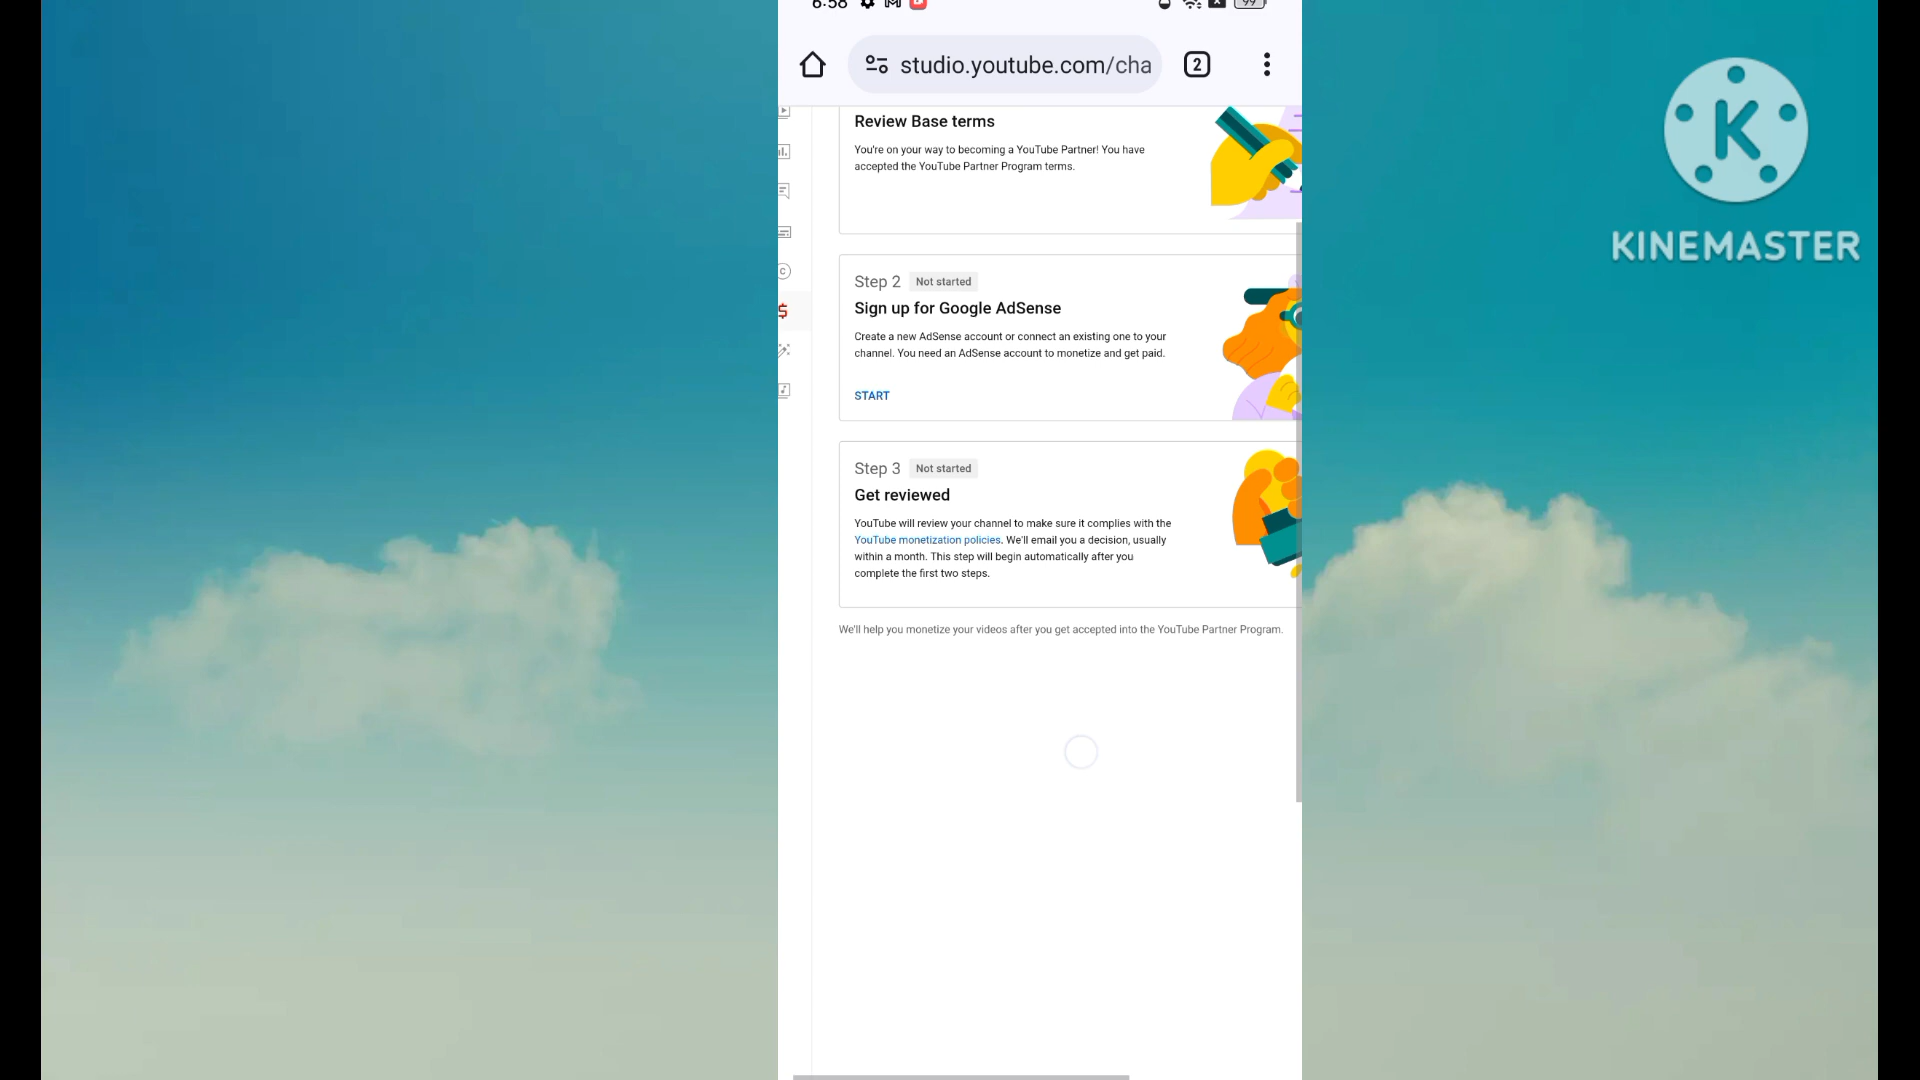 6:58
99
studio.youtube.com/cha
2
Review Base terms
You're on your way to becoming a YouTube Partner! You have
accepted the YouTube Partner Program terms.
Step 2 Not started
Sign up for Google AdSense
Create a new AdSense account or connect an existing one to your
channel. You need an AdSense account to monetize and get paid.
START
Step 3 Not started
Get reviewed
YouTube will review your channel to make sure it complies with the
YouTube monetization policies. We'll email you a decision, usually
within a month. This step will begin automatically after you
complete the first two steps.
We'll help you monetize your videos after you get accepted into the YouTube Partner Program.
K
KINEMASTER